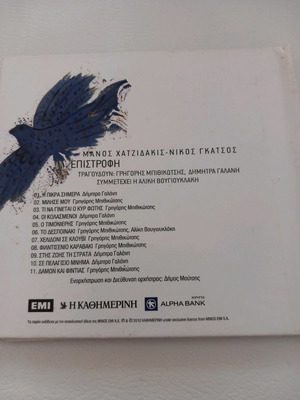 ΜΑΝΟΣ ΧΑΤΖΙΔΑΚΙΣ-ΝΙΚΟΣ ΓΚΑΤΣΟΣ
ΕΠΙΣΤΡΟΦΗ
ΤΡΑΓΟΥΔΟΥΝ: ΓΡΗΓΟΡΗΣ ΜΠΙΘΙΚΩΤΣΗΣ, ΔΗΜΗΤΡΑ ΓΑΛΑΝΗ
ΣΥΜΜΕΤΕΧΕΙ Η ΑΛΙΚΗ ΒΟΥΓΙΟΥΚΛΑΚΗ
01. Η ΠΙΚΡΑ ΣΗΜΕΡΑ Δήμητρα Γαλάνη
02. ΜΙΛΗΣΕ ΜΟΥ Γρηγόρης Μπιθικώτσης
03. ΤΙ ΝΑ ΓΙΝΕΤΑΙ Ο ΚΥΡ ΦΩΤΗΣ Γρηγόρης Μπιθικώτσης
04. ΟΙ ΚΟΛΑΣΜΕΝΟΙ Δήμητρα Γαλάνη
05. Ο ΤΙΜΟΝΙΕΡΗΣ Γρηγόρης Μπιθικώτσης
06. ΤΟ ΔΕΣΠΟΙΝΑΚΙ Γρηγόρης Μπιθικώτσης, Αλίκη Βουγιουκλάκη
07. ΧΕΛΙΔΟΝΙ ΣΕ ΚΛΟΥΒΙ Γρηγόρης Μπιθικώτσης
08. ΦΙΛΝΤΙΣΕΝΙΟ ΚΑΡΑΒΑΚΙ Γρηγόρης Μπιθικώτσης
09. ΣΤΗΣ ΖΩΗΣ ΤΗ ΣΤΡΑΤΑ Δήμητρα Γαλάνη
10. ΣΕ ΠΕΛΑΓΙΣΙΟ ΜΝΗΜΑ Δήμητρα Γαλάνη
11. ΔΑΜΩΝ ΚΑΙ ΦΙΝΤΙΑΣ Γρηγόρης Μπιθικώτσης
Ενορχήστρωση και Διεύθυνση ορχήστρας: Δήμος Μούτσης
EMI Η ΚΑΘΗΜΕΡΙΝΗ ALPHA BANK